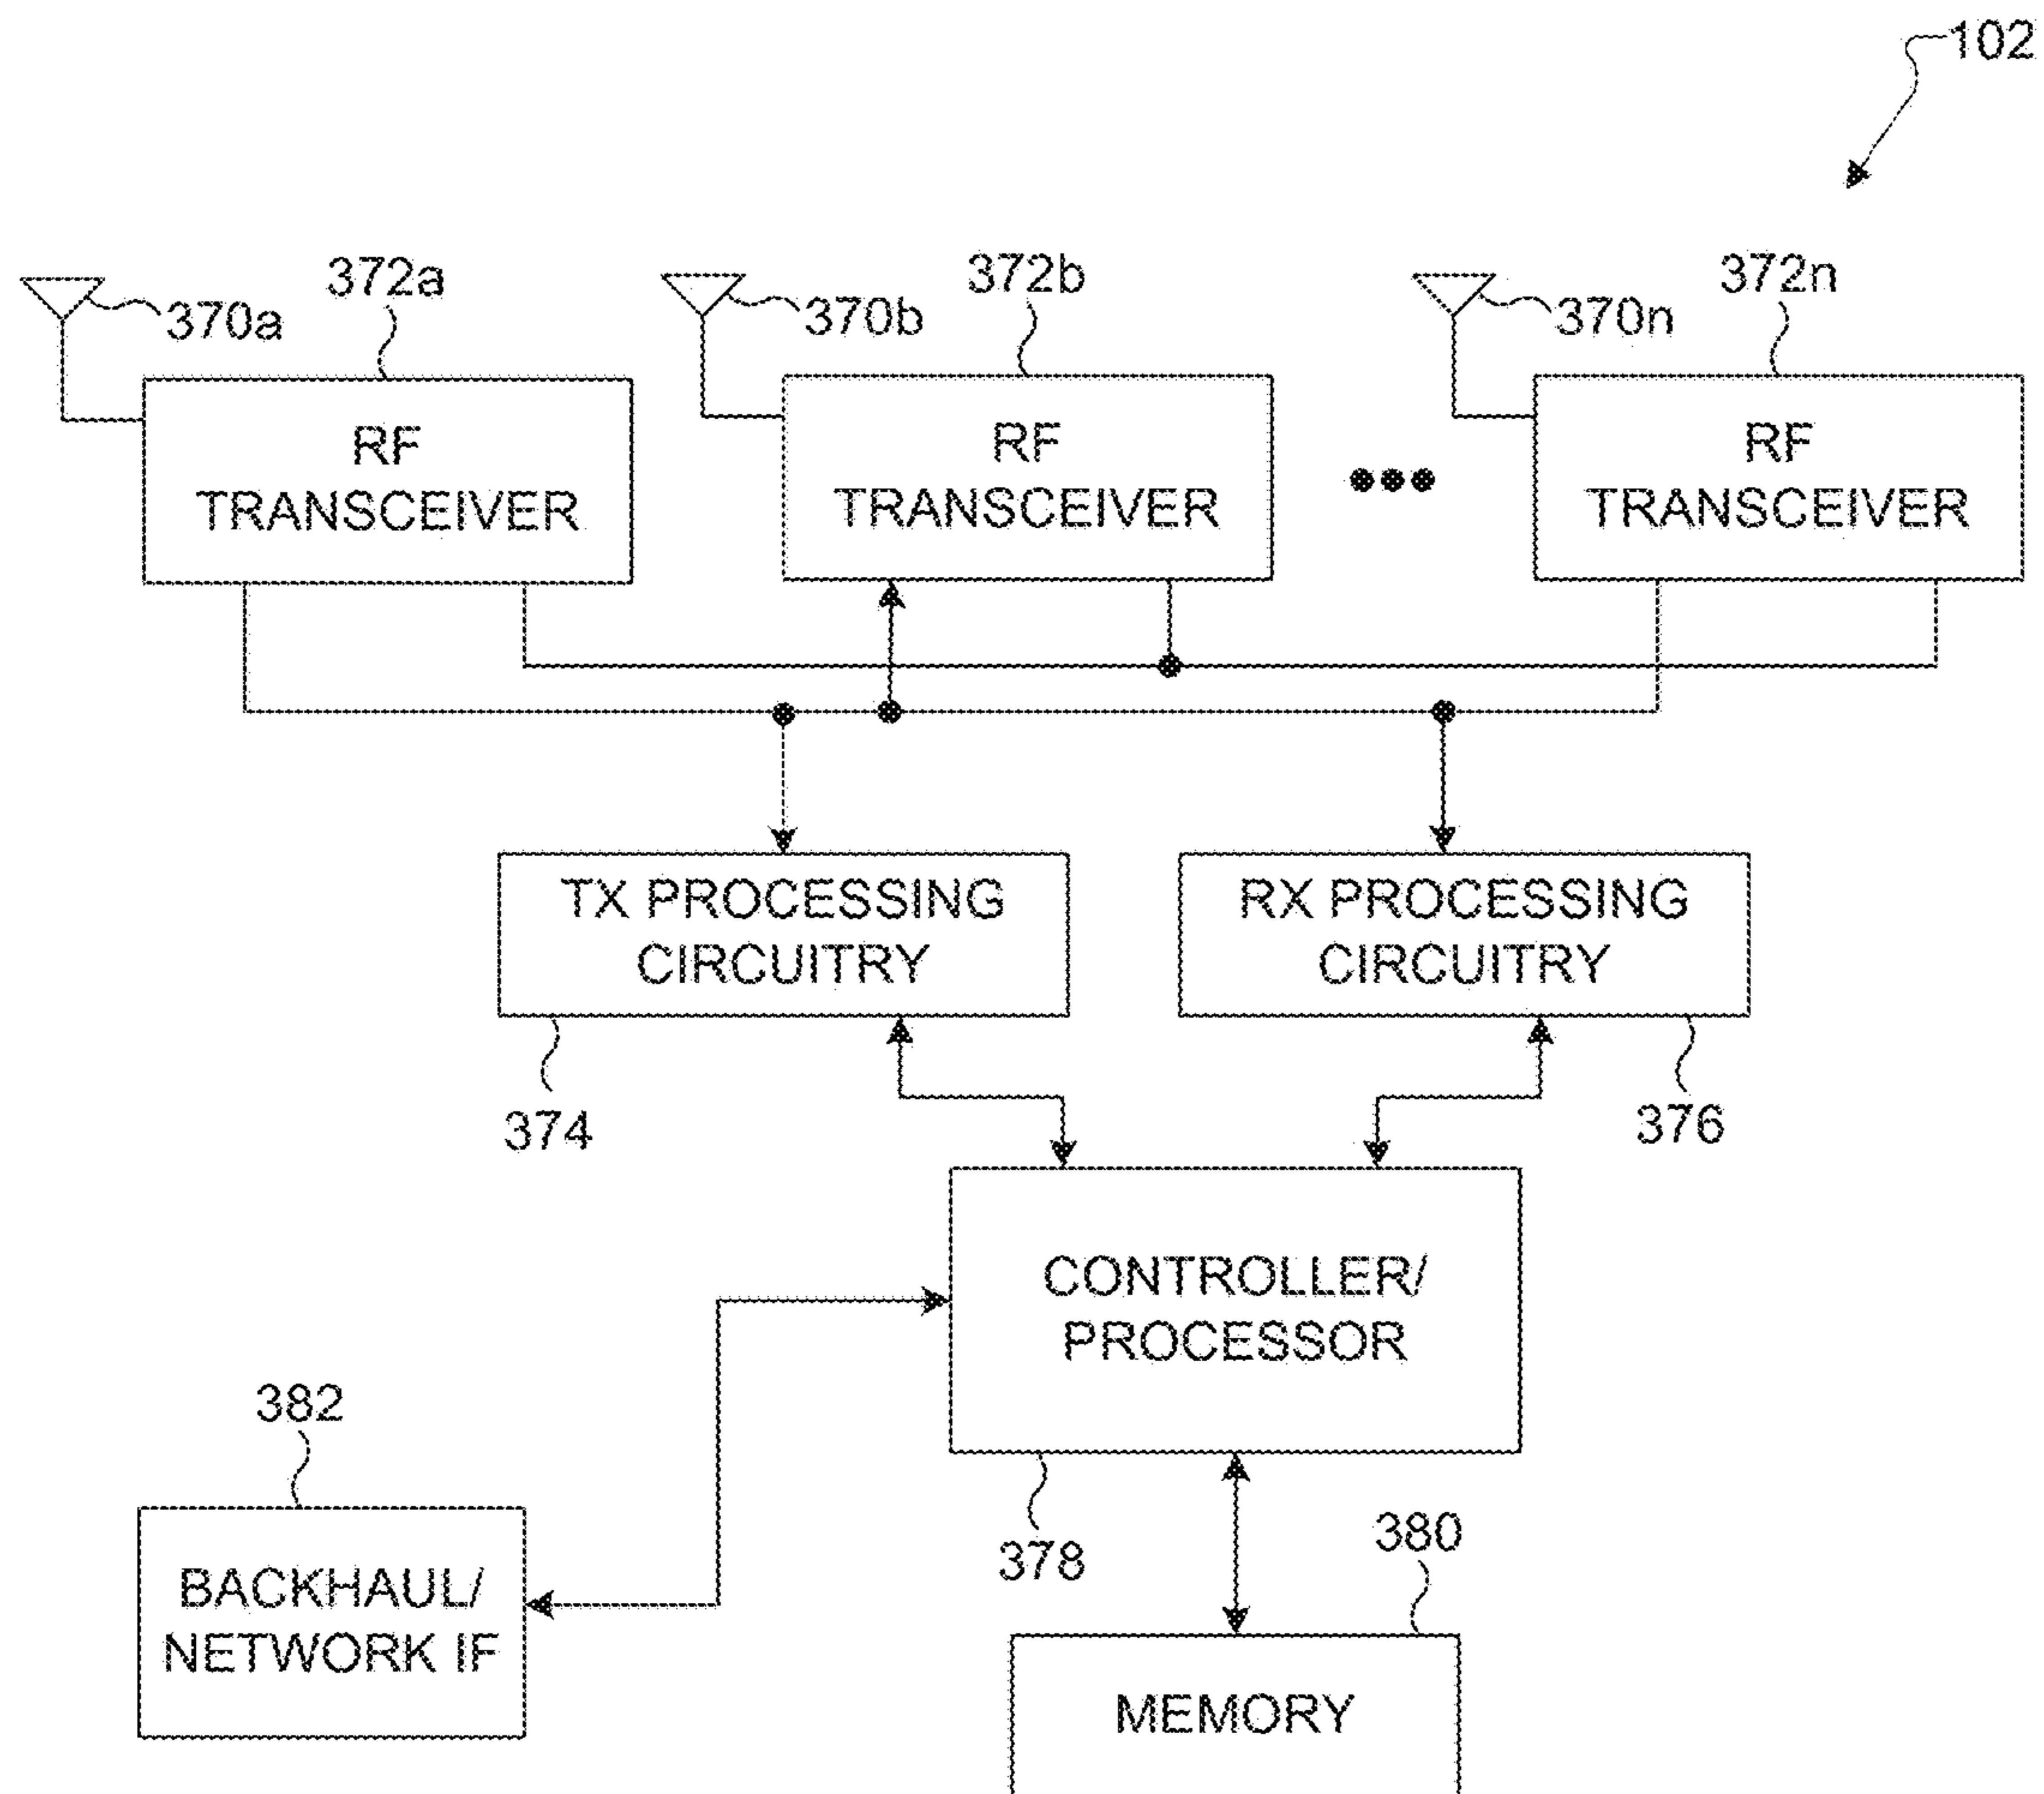 102
372a
372b
372n
370a
370b
370n
RF
TRANSCEIVER
RF
TRANSCEIVER
RF
TRANSCEIVER
TX PROCESSING
CIRCUITRY
RX PROCESSING
CIRCUITRY
374
376
CONTROLLER/
PROCESSOR
382
378
380
BACKHAUL/
NETWORK IF
MEMORY